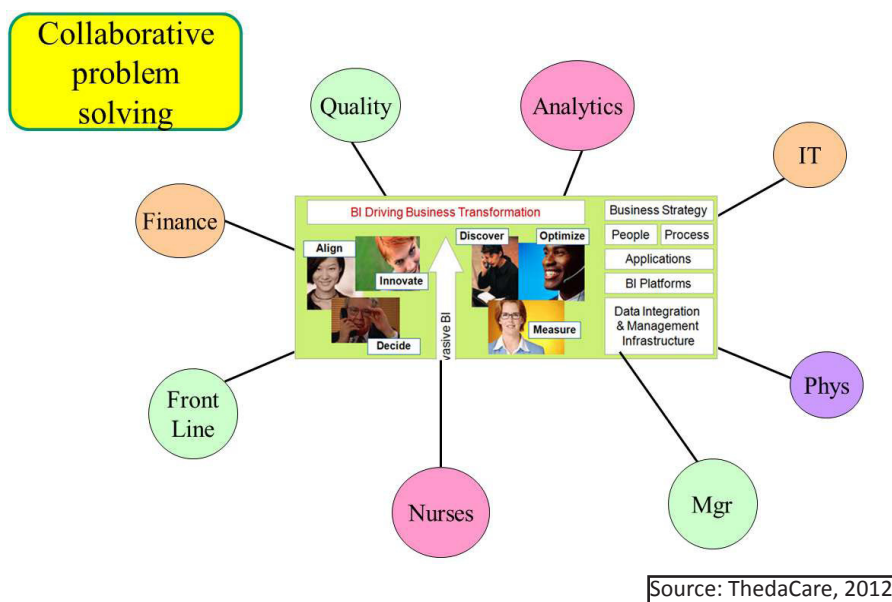 Collaborative
problem
solving
Quality
Analytics
IT
Finance
BI Driving Business Transformation
Align
Innovate
Decide
Discover
Optimize
Measure
Business Strategy
People
Process
Applications
BI Platforms
Data Integration
& Management
Infrastructure
vasive BI
Front
Line
Phys
Nurses
Mgr
Source: ThedaCare, 2012